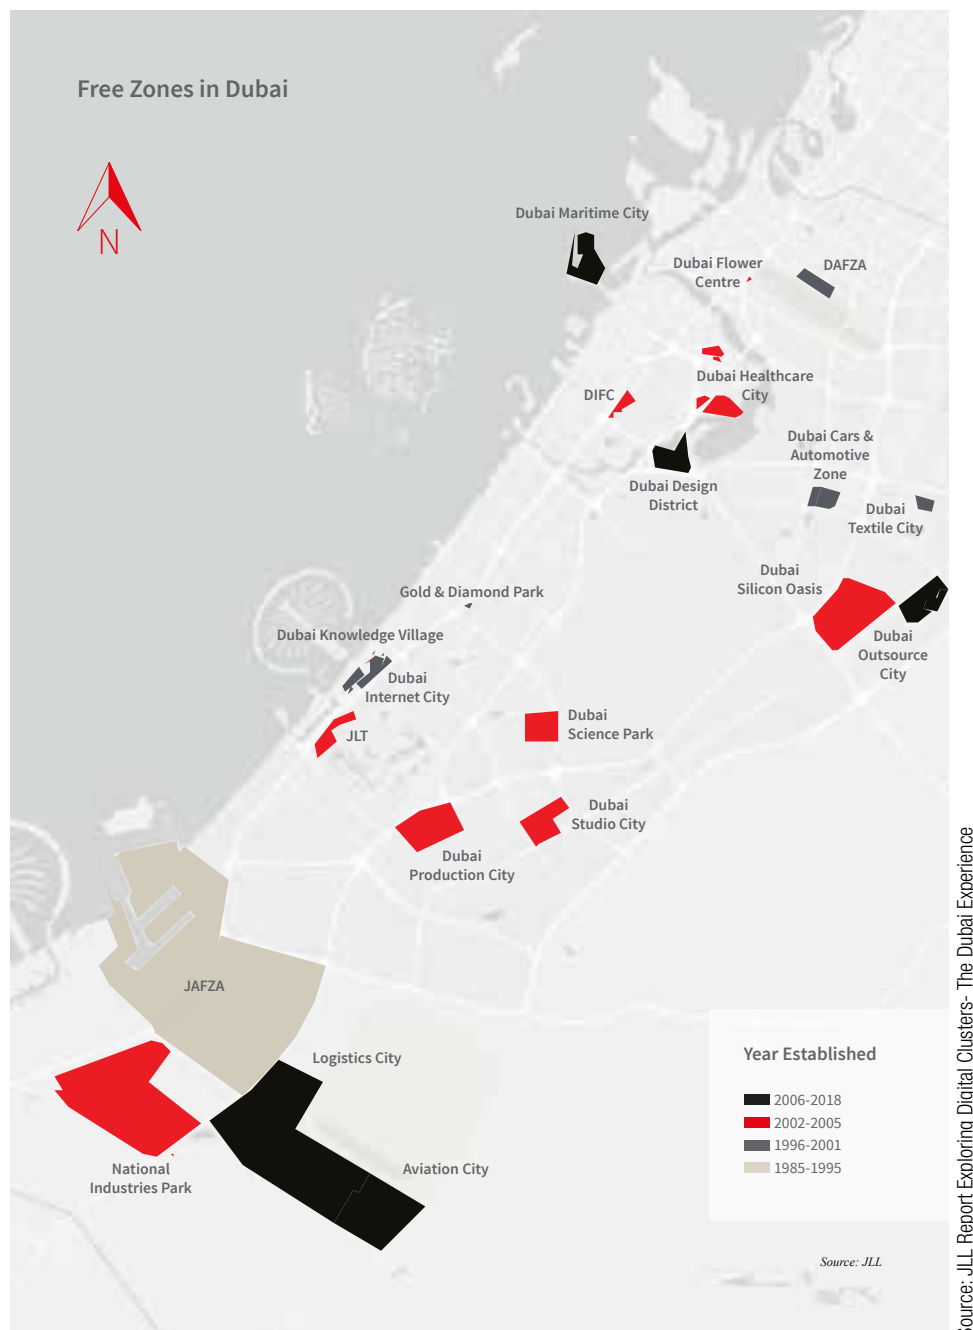 Free Zones in Dubai
N
Dubai Maritime City
Dubai Flower
Centre
DAFZA
Dubai Healthcare
City
DIFC
Dubai Cars &
Automotive
Zone
Dubai Design
District
Dubai
Textile City
Dubai
Silicon Oasis
Gold & Diamond Park
Dubai Knowledge Village
Dubai
Outsource
City
Dubai
Internet City
JLT
Dubai
Science Park
Dubai
Studio City
Dubai
Production City
JAFZA
Logistics City
National
Industries Park
Aviation City
Year Established
2006-2018
2002-2005
1996-2001
1985-1995
Source: JLL
Source: JLL Report Exploring Digital Clusters- The Dubai Experience